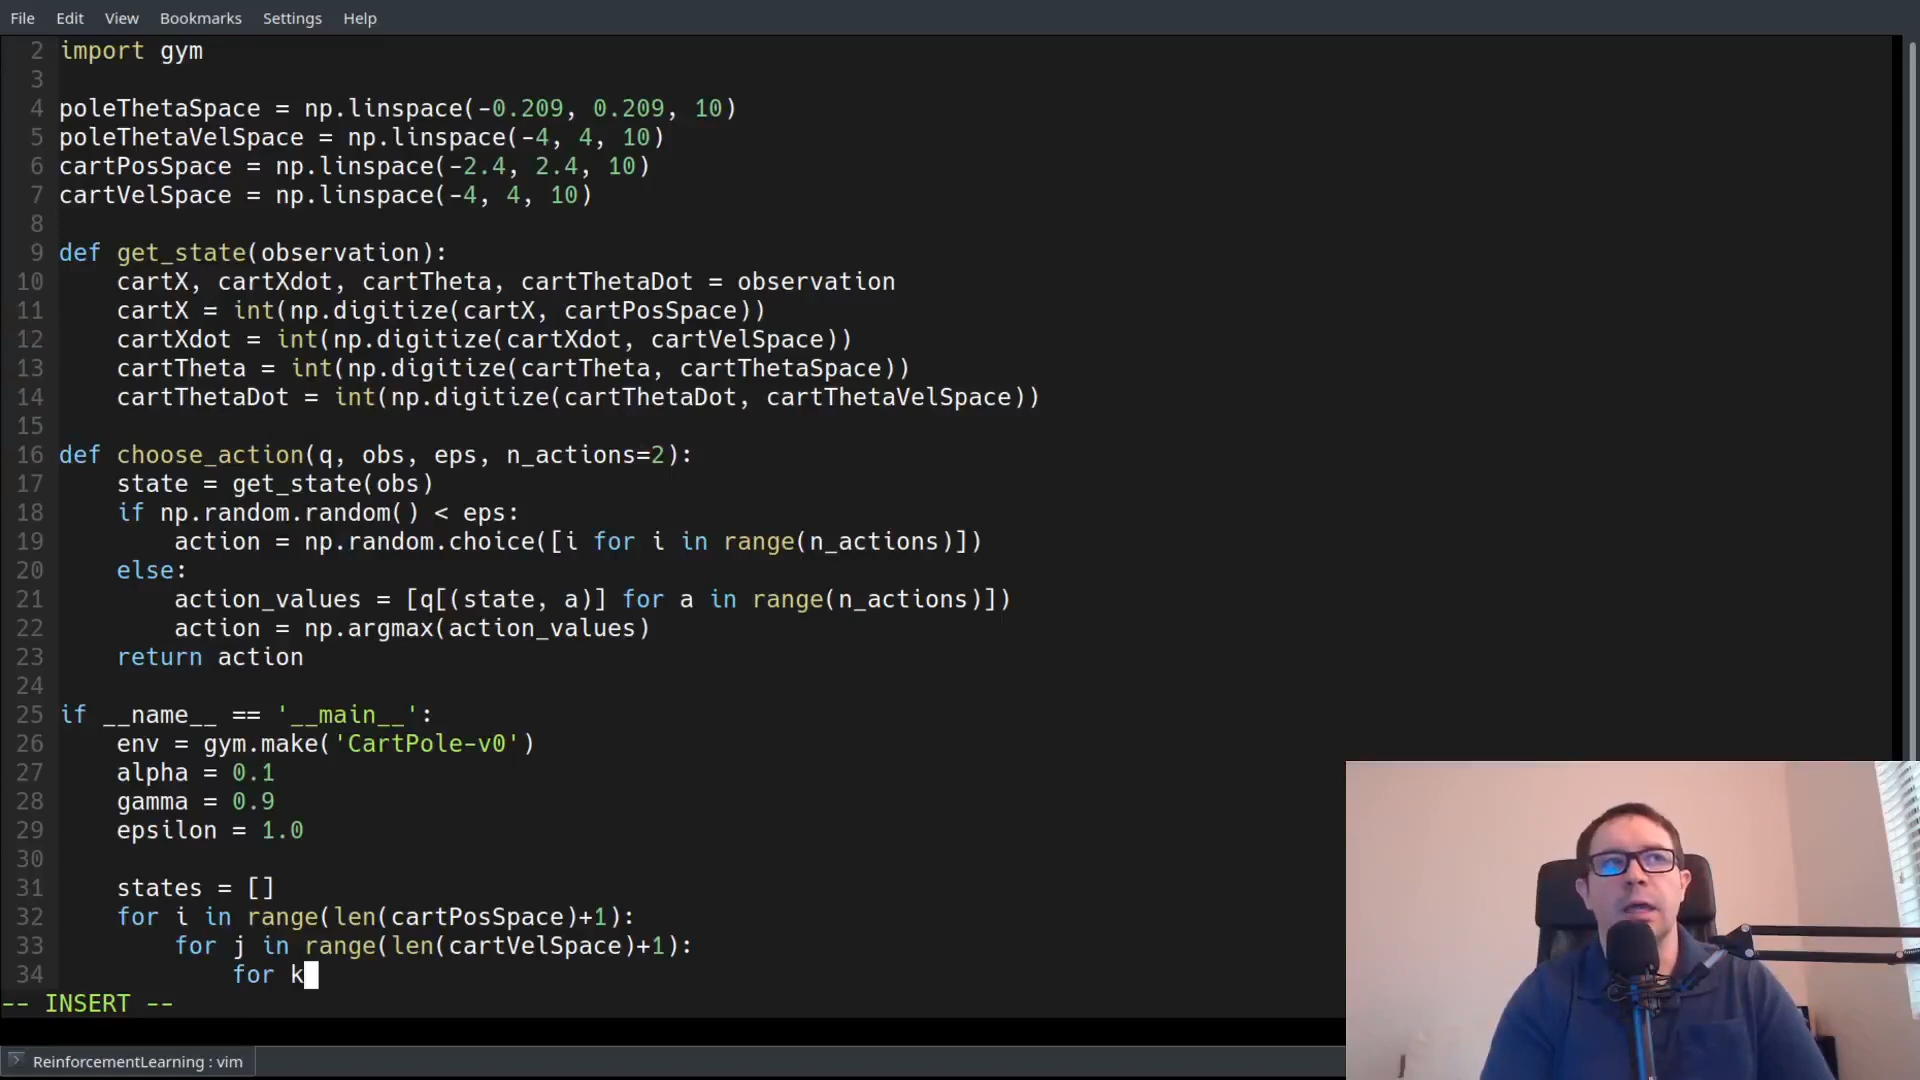 File Edit View Bookmarks Settings Help
2 import gym
3
4 poleThetaSpace = np.linspace(-0.209, 0.209, 10)
5 poleThetaVelSpace = np.linspace(-4, 4, 10)
6 cartPosSpace = np.linspace(-2.4, 2.4, 10)
7 cartVelSpace = np.linspace(-4, 4, 10)
8
9 def get_state(observation):
10     cartX, cartXdot, cartTheta, cartThetaDot = observation
11     cartX = int(np.digitize(cartX, cartPosSpace))
12     cartXdot = int(np.digitize(cartXdot, cartVelSpace))
13     cartTheta = int(np.digitize(cartTheta, cartThetaSpace))
14     cartThetaDot = int(np.digitize(cartThetaDot, cartThetaVelSpace))
15
16 def choose_action(q, obs, eps, n_actions=2):
17     state = get_state(obs)
18     if np.random.random() < eps:
19         action = np.random.choice([i for i in range(n_actions)])
20     else:
21         action_values = [q[(state, a)] for a in range(n_actions)])
22         action = np.argmax(action_values)
23     return action
24
25 if __name__ == '__main__':
26     env = gym.make('CartPole-v0')
27     alpha = 0.1
28     gamma = 0.9
29     epsilon = 1.0
30
31     states = []
32     for i in range(len(cartPosSpace)+1):
33         for j in range(len(cartVelSpace)+1):
34             for k
-- INSERT --
ReinforcementLearning : vim